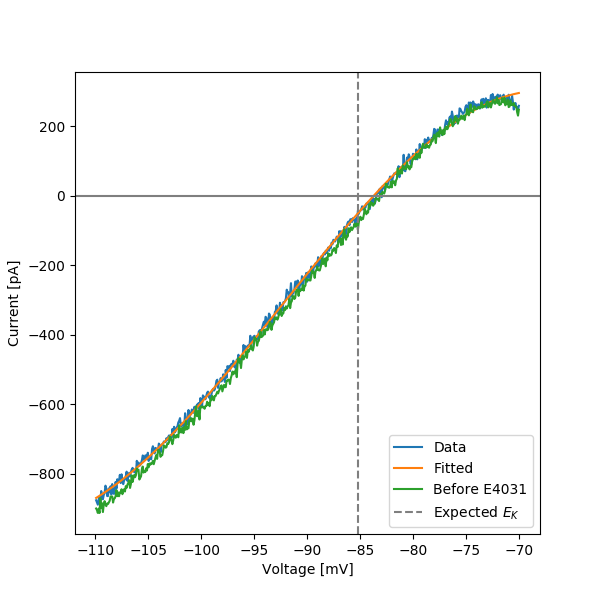 200
0
−200
−400
−600
−800
Current [pA]
−110 −105 −100 −95 −90 −85 −80 −75 −70
Voltage [mV]
Data
Fitted
Before E4031
Expected E_K